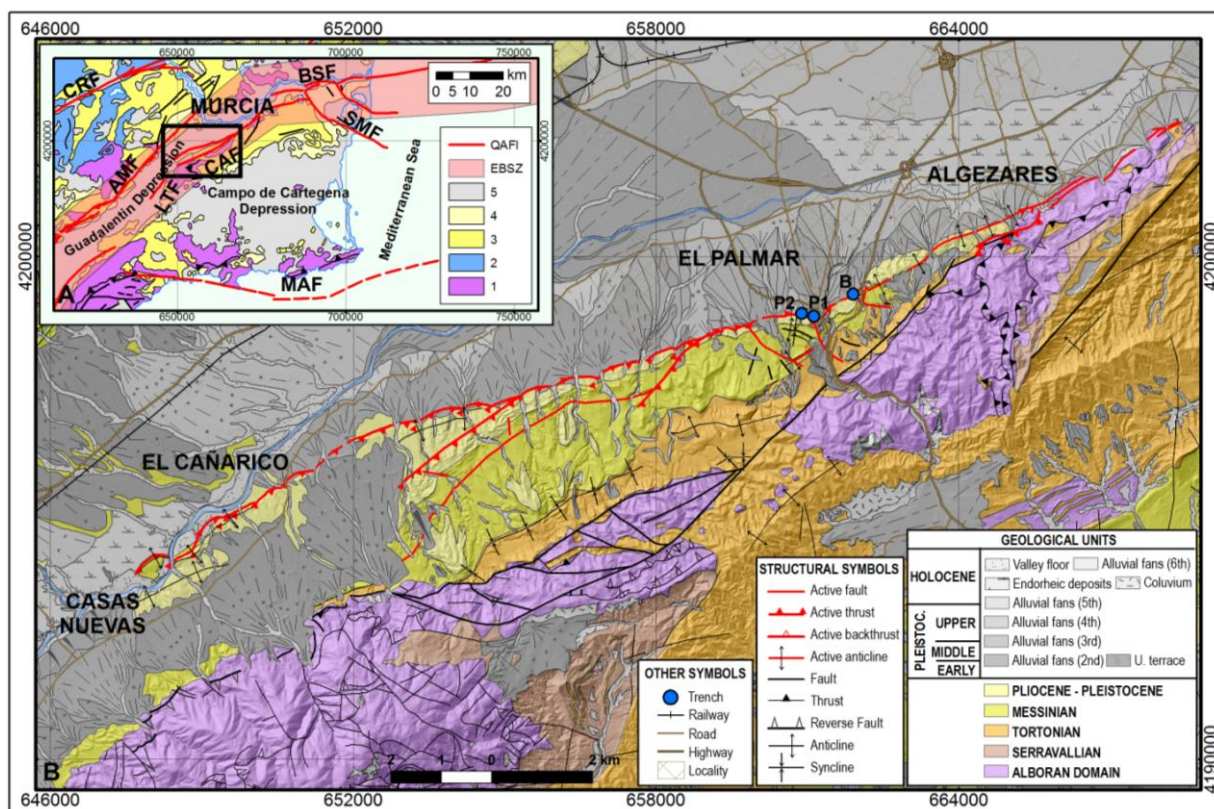 646000 652000 658000 664000
4200000
4190000
646000 652000 658000 664000
4200000
650000 700000 750000
4200000
650000 700000 750000
CRF
BSF
MURCIA
SMF
AMF
CAF
LTF
Guadalentin Depression
Campo de Cartegena
Depression
Mediterranean Sea
MAF
A
km
0 5 10 20
QAFI
EBSZ
5
4
3
2
1
ALGEZARES
EL PALMAR
B
P2 P1
EL CAÑARICO
CASAS
NUEVAS
B
2 0 2 km
OTHER SYMBOLS
Trench
Railway
Road
Highway
Locality
STRUCTURAL SYMBOLS
Active fault
Active thrust
Active backthrust
Active anticline
Fault
Thrust
Reverse Fault
Anticline
Syncline
GEOLOGICAL UNITS
HOLOCENE
Valley floor Alluvial fans (6th)
Endorheic deposits Coluvium
Alluvial fans (5th)
PLEISTOC.
UPPER
Alluvial fans (4th)
Alluvial fans (3rd)
MIDDLE
EARLY
Alluvial fans (2nd) U. terrace
PLIOCENE - PLEISTOCENE
MESSINIAN
TORTONIAN
SERRAVALLIAN
ALBORAN DOMAIN